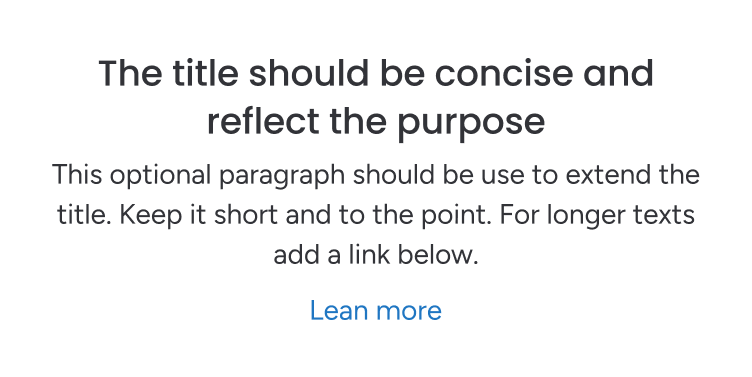 The title should be concise and
reflect the purpose
This optional paragraph should be use to extend the
title. Keep it short and to the point. For longer texts
add a link below.
Lean more